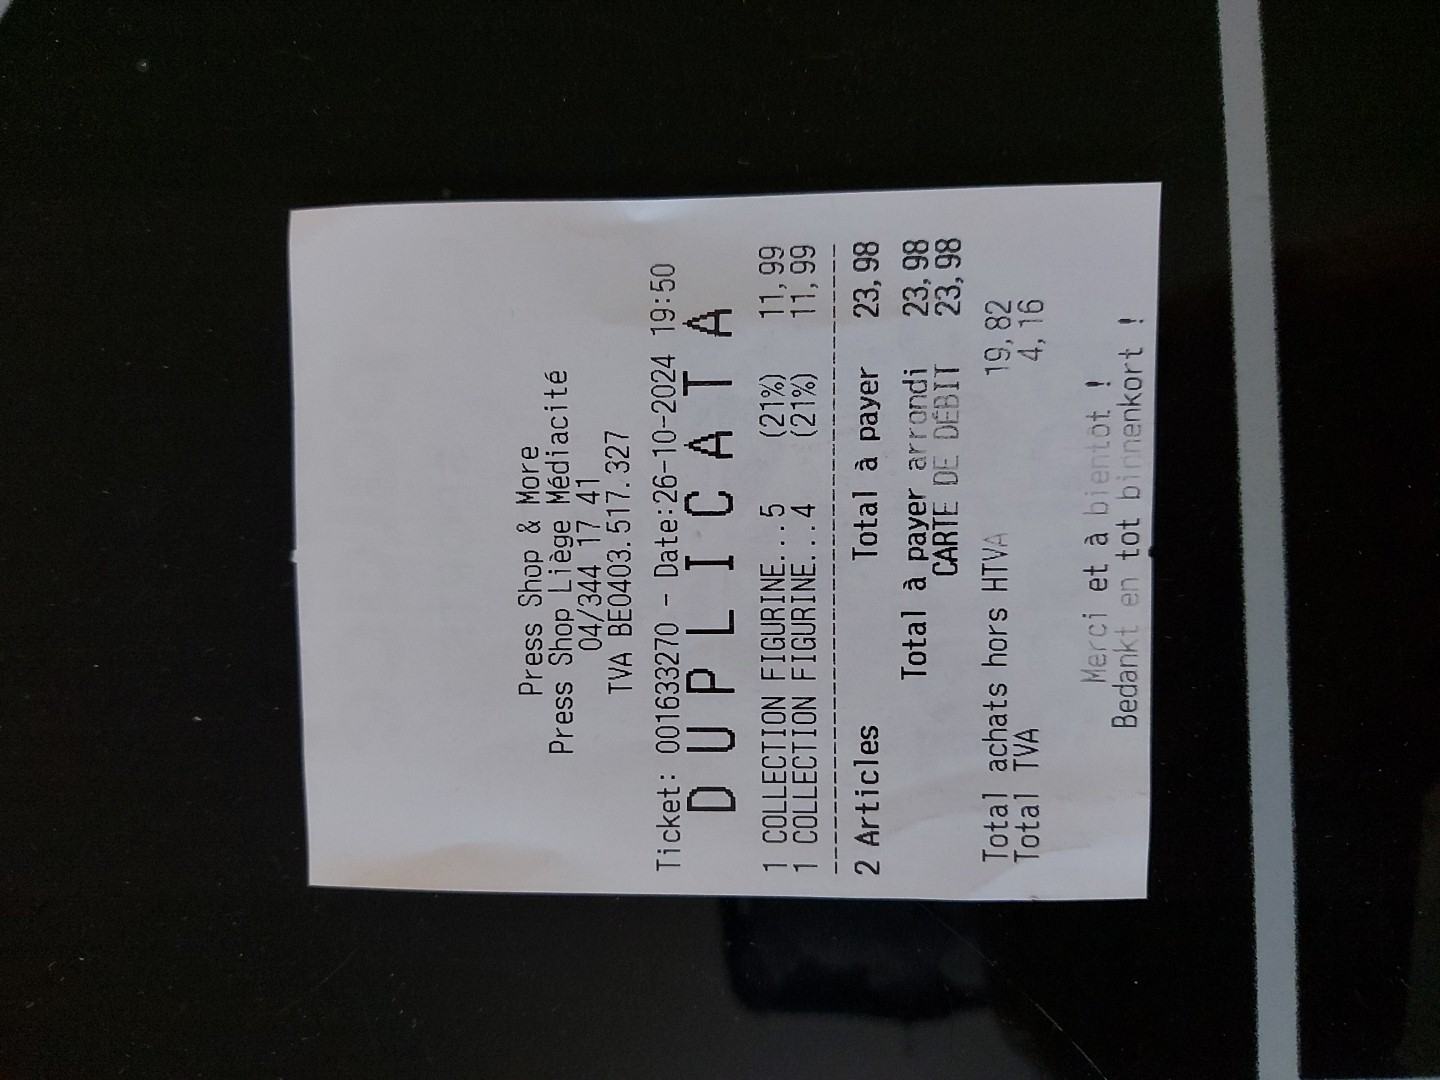 Press Shop & More
Press Shop Liège Médiacité
04/344 17 41
TVA BE0403.517.327
Ticket: 001633270 - Date:26-10-2024 19:50
D U P L I C A T A
1 COLLECTION FIGURINE...5 (21%) 11,99
1 COLLECTION FIGURINE...4 (21%) 11,99
2 Articles Total à payer 23,98
Total à payer arrondi 23,98
CARTE DE DÉBIT 23,98
Total achats hors HTVA 19,82
Total TVA 4,16
Merci et à bientot !
Bedankt en tot binnenkort !